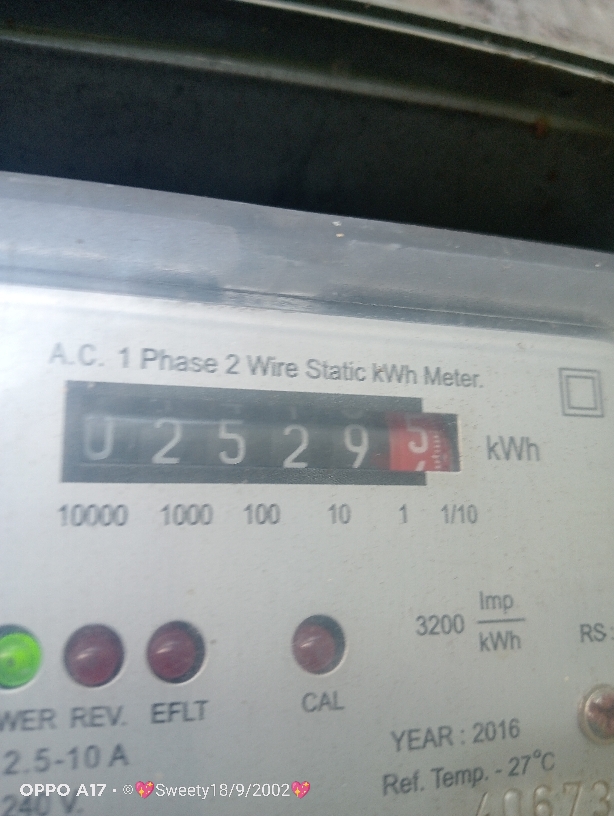 A.C. 1 Phase 2 Wire Static kWh Meter.
0 2 5 2 9 5 kWh
10000 1000 100 10 1 1/10
3200 Imp/kWh
RS
WER REV. EFLT CAL
2.5-10 A
YEAR : 2016
240 V.
Ref. Temp. - 27°C
40673
OPPO A17 · ©💖Sweety18/9/2002💖